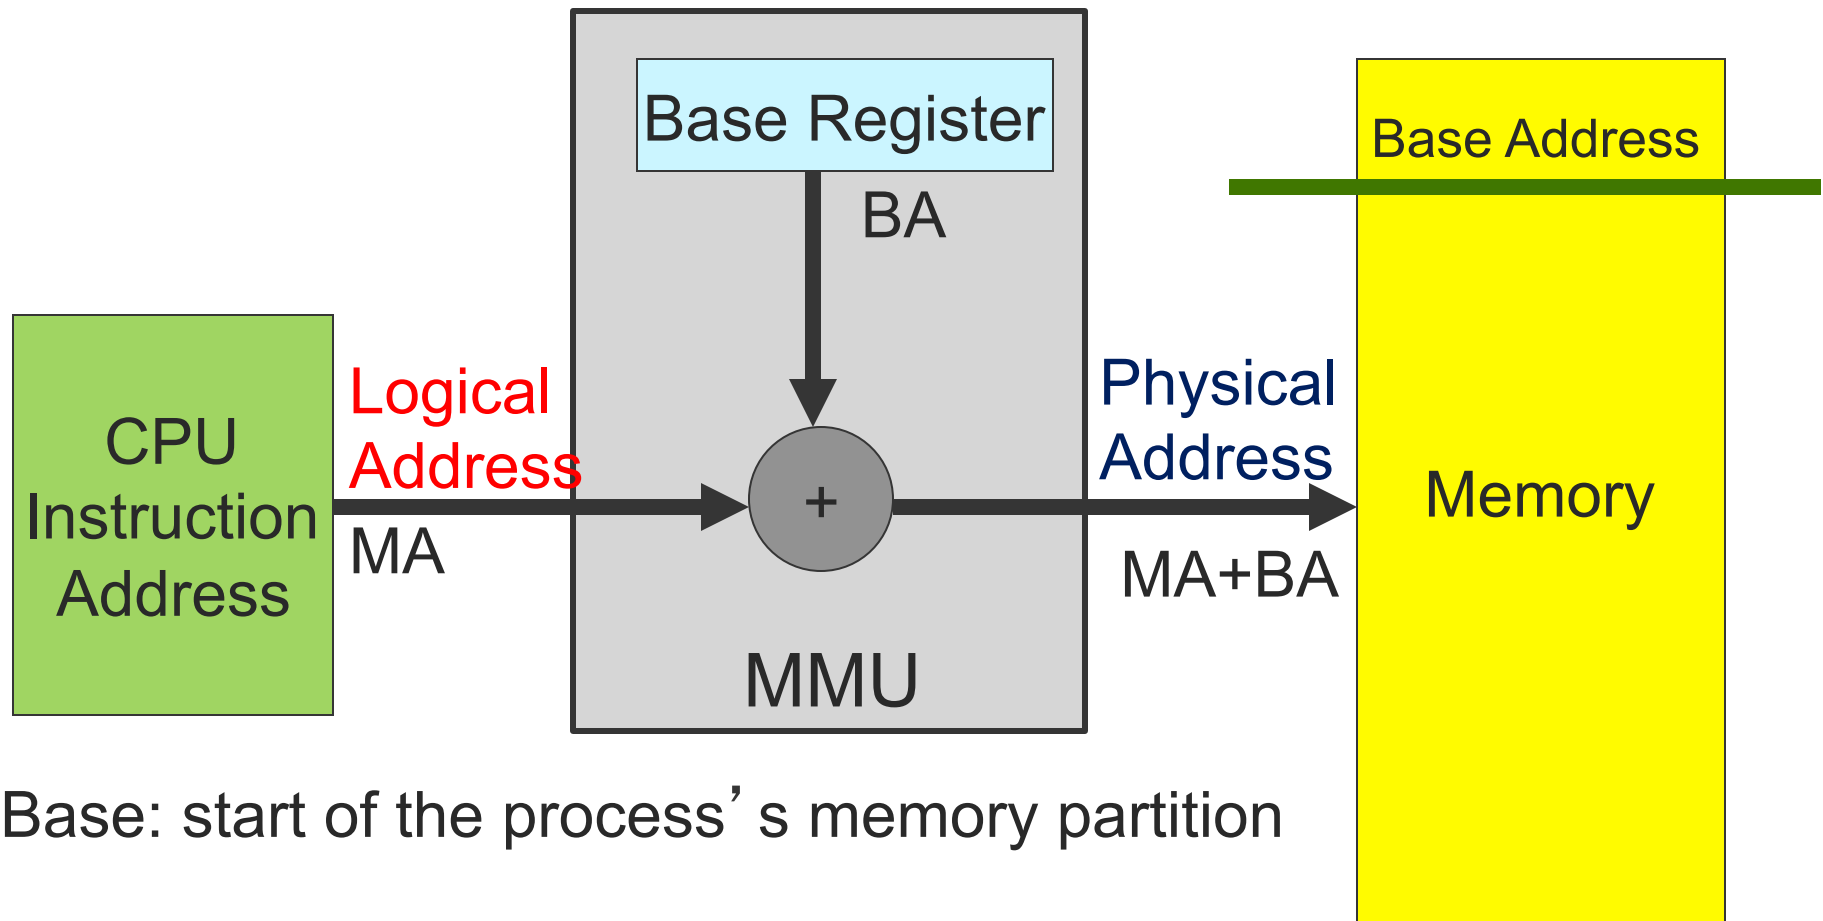 Base Register
Base Address
BA
Logical
Address
MA
CPU
Instruction
Address
+
Physical
Address
MA+BA
Memory
MMU
Base: start of the process’s memory partition